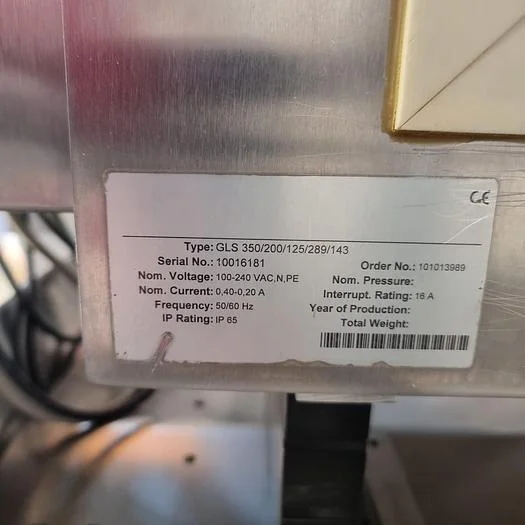 CE
Type: GLS 350/200/125/289/143
Serial No.: 10016181
Order No.: 101013989
Nom. Voltage: 100-240 VAC,N,PE
Nom. Pressure:
Nom. Current: 0,40-0,20 A
Interrupt. Rating: 16 A
Frequency: 50/60 Hz
Year of Production:
IP Rating: IP 65
Total Weight: